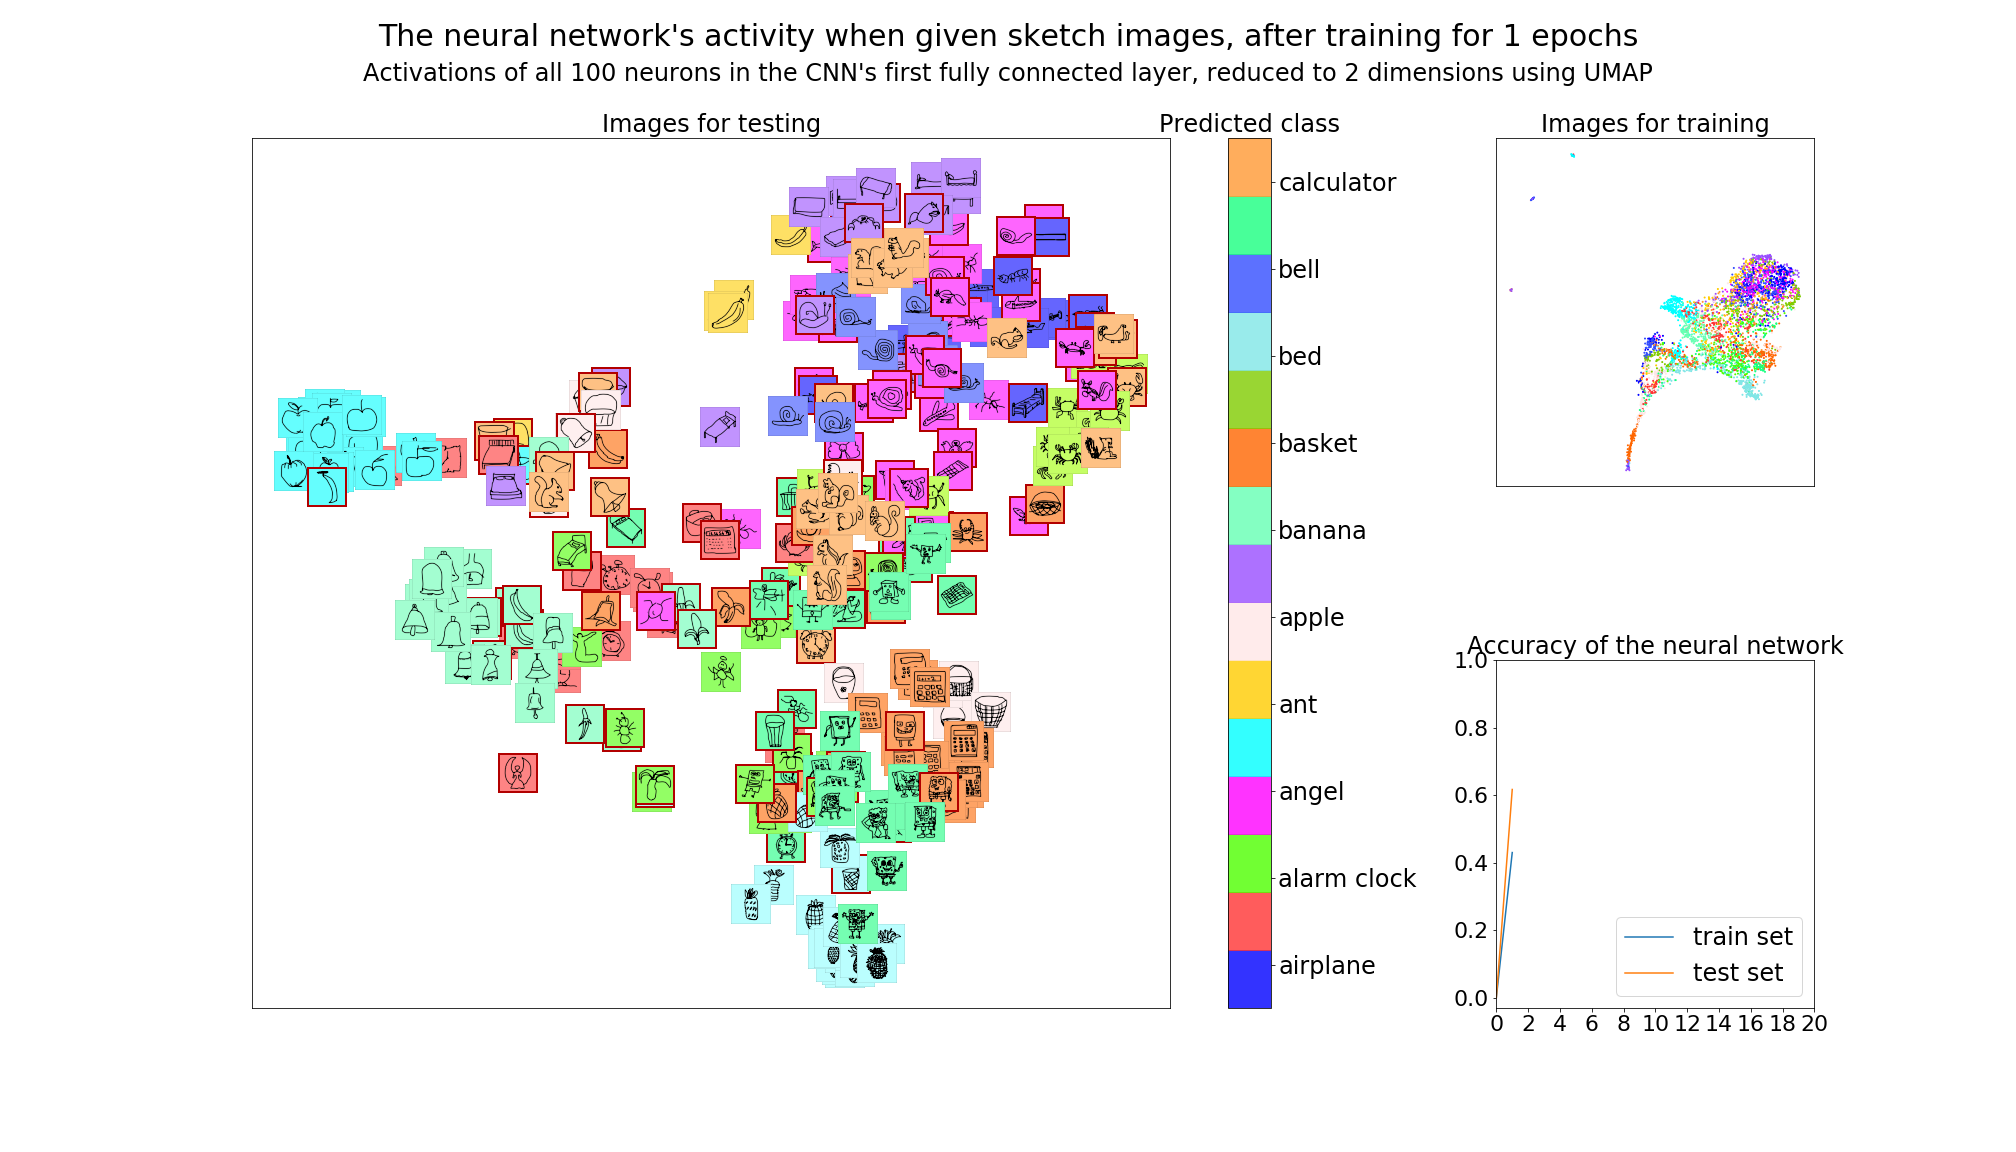 The neural network's activity when given sketch images, after training for 1 epochs
Activations of all 100 neurons in the CNN's first fully connected layer, reduced to 2 dimensions using UMAP
Images for testing
Predicted class
calculator
bell
bed
basket
banana
apple
ant
angel
alarm clock
airplane
Images for training
Accuracy of the neural network
1.0
0.8
0.6
0.4
0.2
0.0
0 2 4 6 8 10 12 14 16 18 20
train set
test set